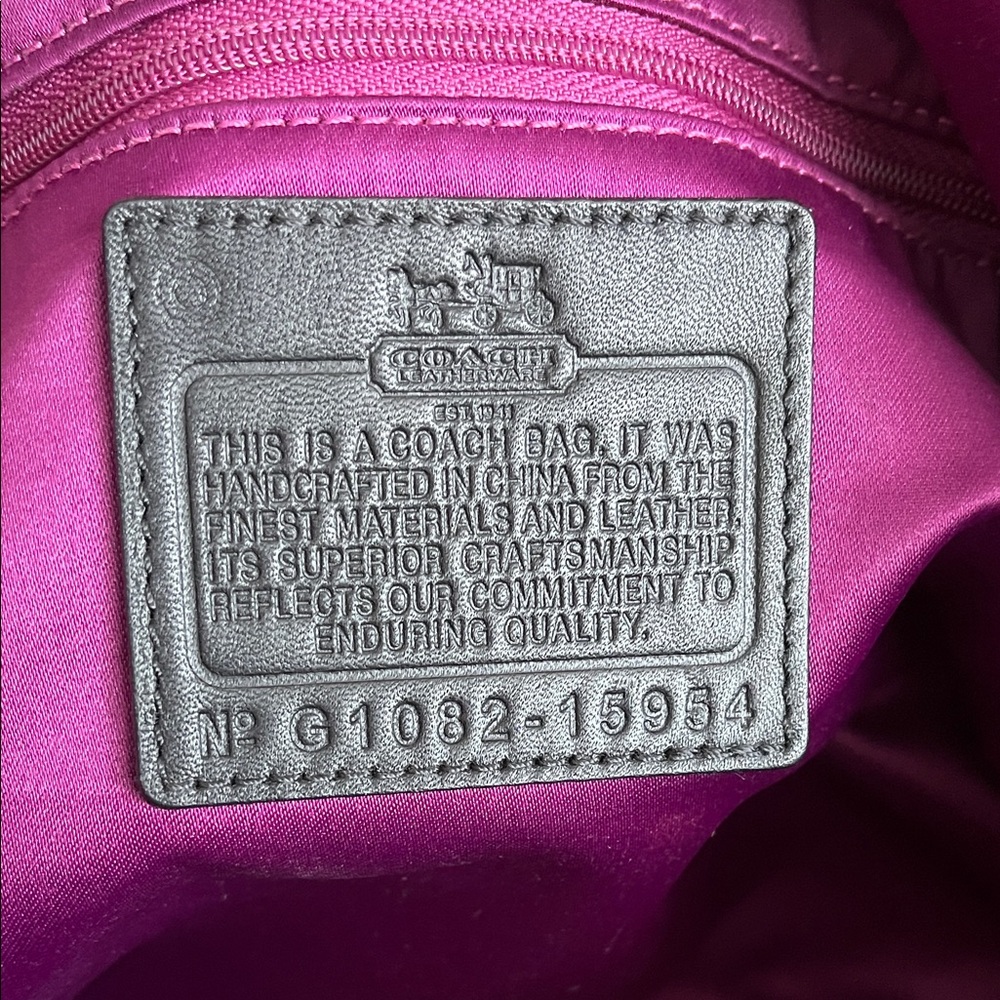 COACH
LEATHERWARE
EST. 1941
THIS IS A COACH BAG. IT WAS
HANDCRAFTED IN CHINA FROM THE
FINEST MATERIALS AND LEATHER.
ITS SUPERIOR CRAFTSMANSHIP
REFLECTS OUR COMMITMENT TO
ENDURING QUALITY.
Nº G1082-15954